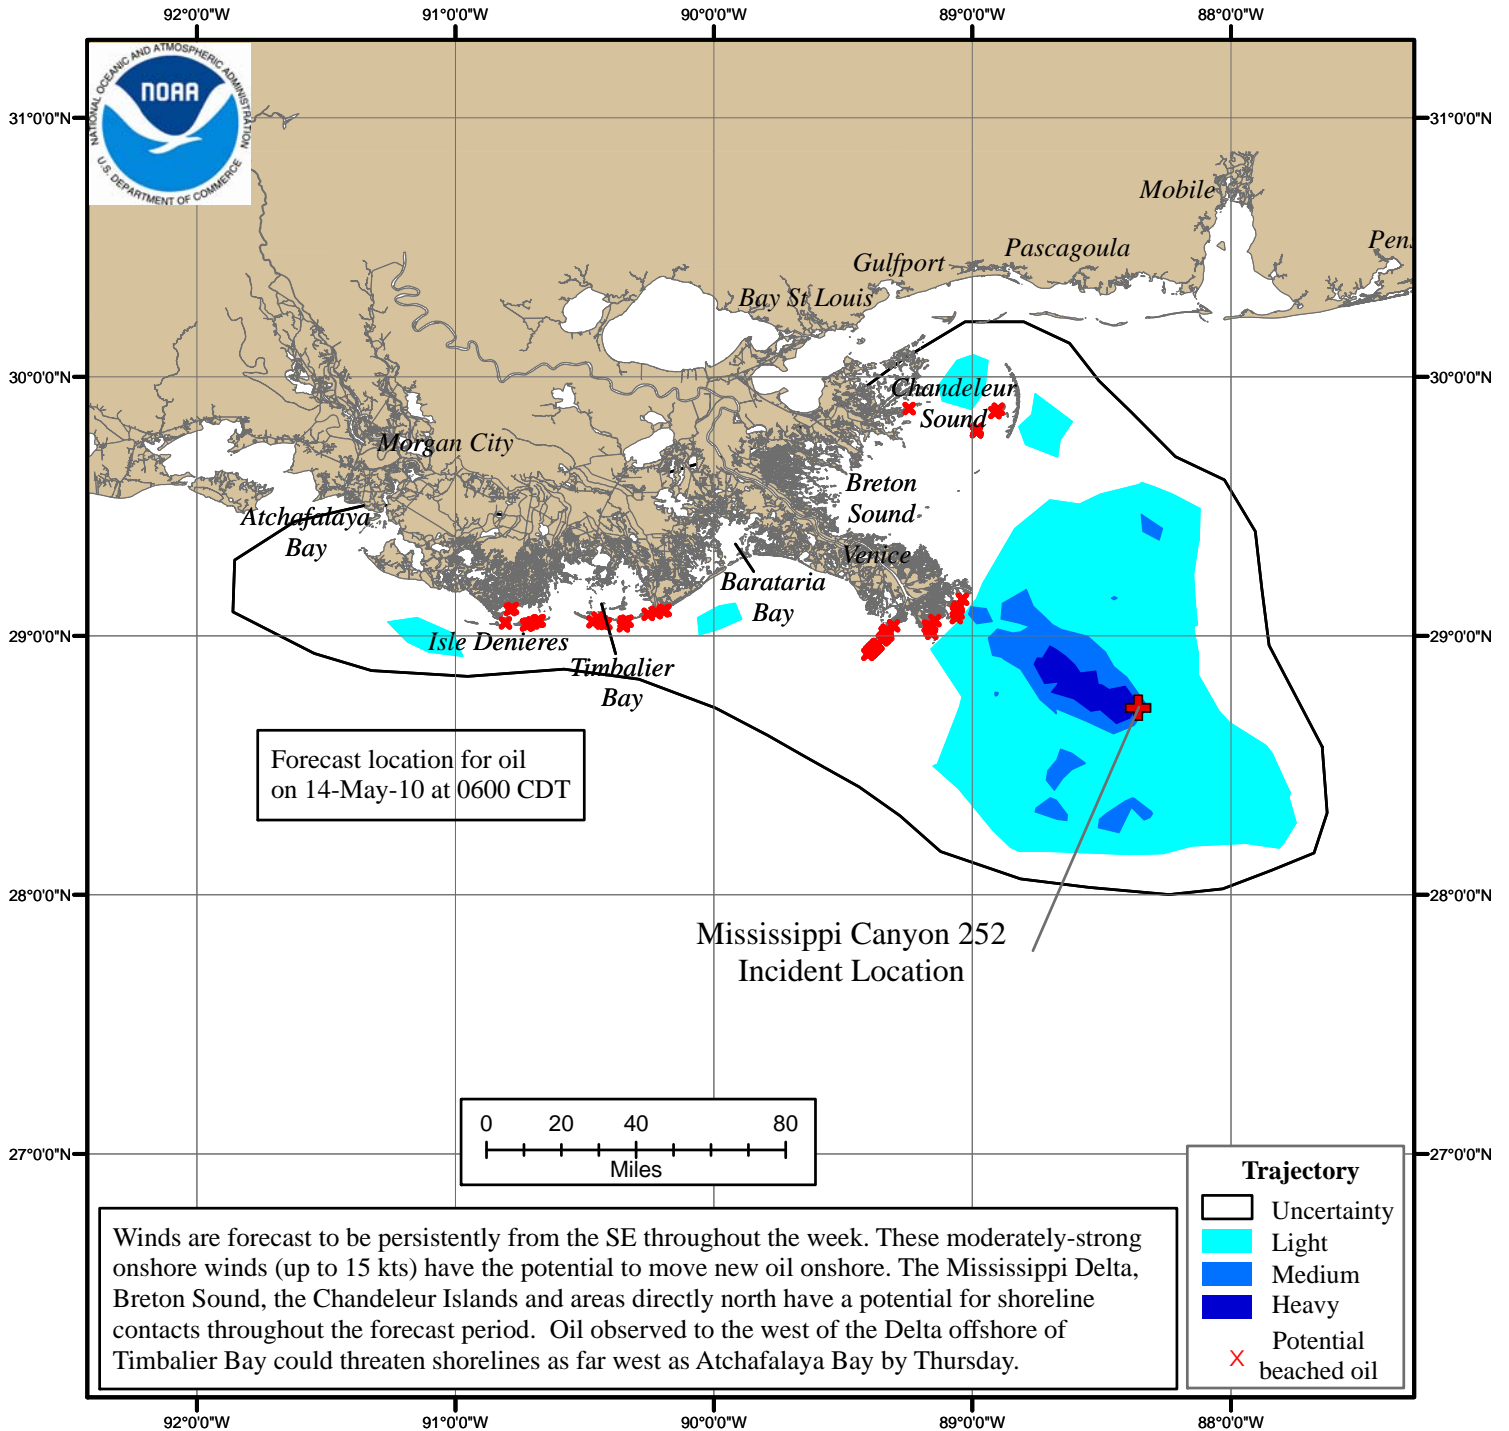 92°0'0"W 91°0'0"W 90°0'0"W 89°0'0"W 88°0'0"W
NATIONAL OCEANIC AND ATMOSPHERIC ADMINISTRATION
NOAA
U.S. DEPARTMENT OF COMMERCE
31°0'0"N 31°0'0"N
Mobile
Pascagoula
Pen
Gulfport
Bay St Louis
30°0'0"N 30°0'0"N
Chandeleur
Sound
Morgan City
Breton
Sound
Atchafalaya
Bay
Venice
Barataria
Bay
29°0'0"N 29°0'0"N
Isle Denieres
Timbalier
Bay
Forecast location for oil
on 14-May-10 at 0600 CDT
28°0'0"N 28°0'0"N
Mississippi Canyon 252
Incident Location
0 20 40 80
Miles
27°0'0"N 27°0'0"N
Trajectory
Uncertainty
Light
Medium
Heavy
X Potential
beached oil
Winds are forecast to be persistently from the SE throughout the week. These moderately-strong
onshore winds (up to 15 kts) have the potential to move new oil onshore. The Mississippi Delta,
Breton Sound, the Chandeleur Islands and areas directly north have a potential for shoreline
contacts throughout the forecast period.  Oil observed to the west of the Delta offshore of
Timbalier Bay could threaten shorelines as far west as Atchafalaya Bay by Thursday.
92°0'0"W 91°0'0"W 90°0'0"W 89°0'0"W 88°0'0"W